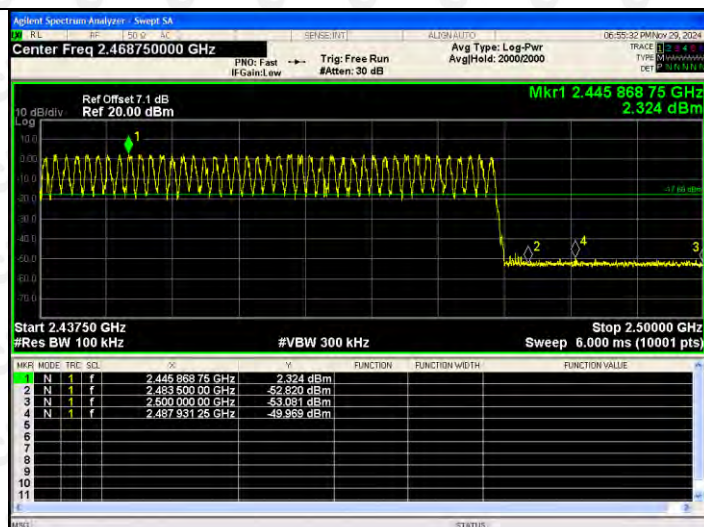 Agilent Spectrum Analyzer - Swept SA
RL RF 50 Ω AC SENSE:INT ALIGN AUTO 06:55:32 PM Nov 29, 2024
Center Freq 2.468750000 GHz
PNO: Fast Trig: Free Run Avg Type: Log-Pwr TRACE 1 2 3 4 5 6
IFGain:Low #Atten: 30 dB Avg|Hold: 2000/2000 TYPE M
DET P N N N N N
Mkr1 2.445 868 75 GHz
2.324 dBm
Ref Offset 7.1 dB
10 dB/div Ref 20.00 dBm
Log
10.0
0.00
-10.0
-20.0
-30.0
-40.0
-50.0
-60.0
-70.0
1
-17.66 dBm
2
4
3
Start 2.43750 GHz Stop 2.50000 GHz
#Res BW 100 kHz #VBW 300 kHz Sweep 6.000 ms (10001 pts)
MKR MODE TRC SCL X Y FUNCTION FUNCTION WIDTH FUNCTION VALUE
1 N 1 f 2.445 868 75 GHz 2.324 dBm
2 N 1 f 2.483 500 00 GHz -52.820 dBm
3 N 1 f 2.500 000 00 GHz -53.081 dBm
4 N 1 f 2.487 931 25 GHz -49.969 dBm
5
6
7
8
9
10
11
MSG STATUS